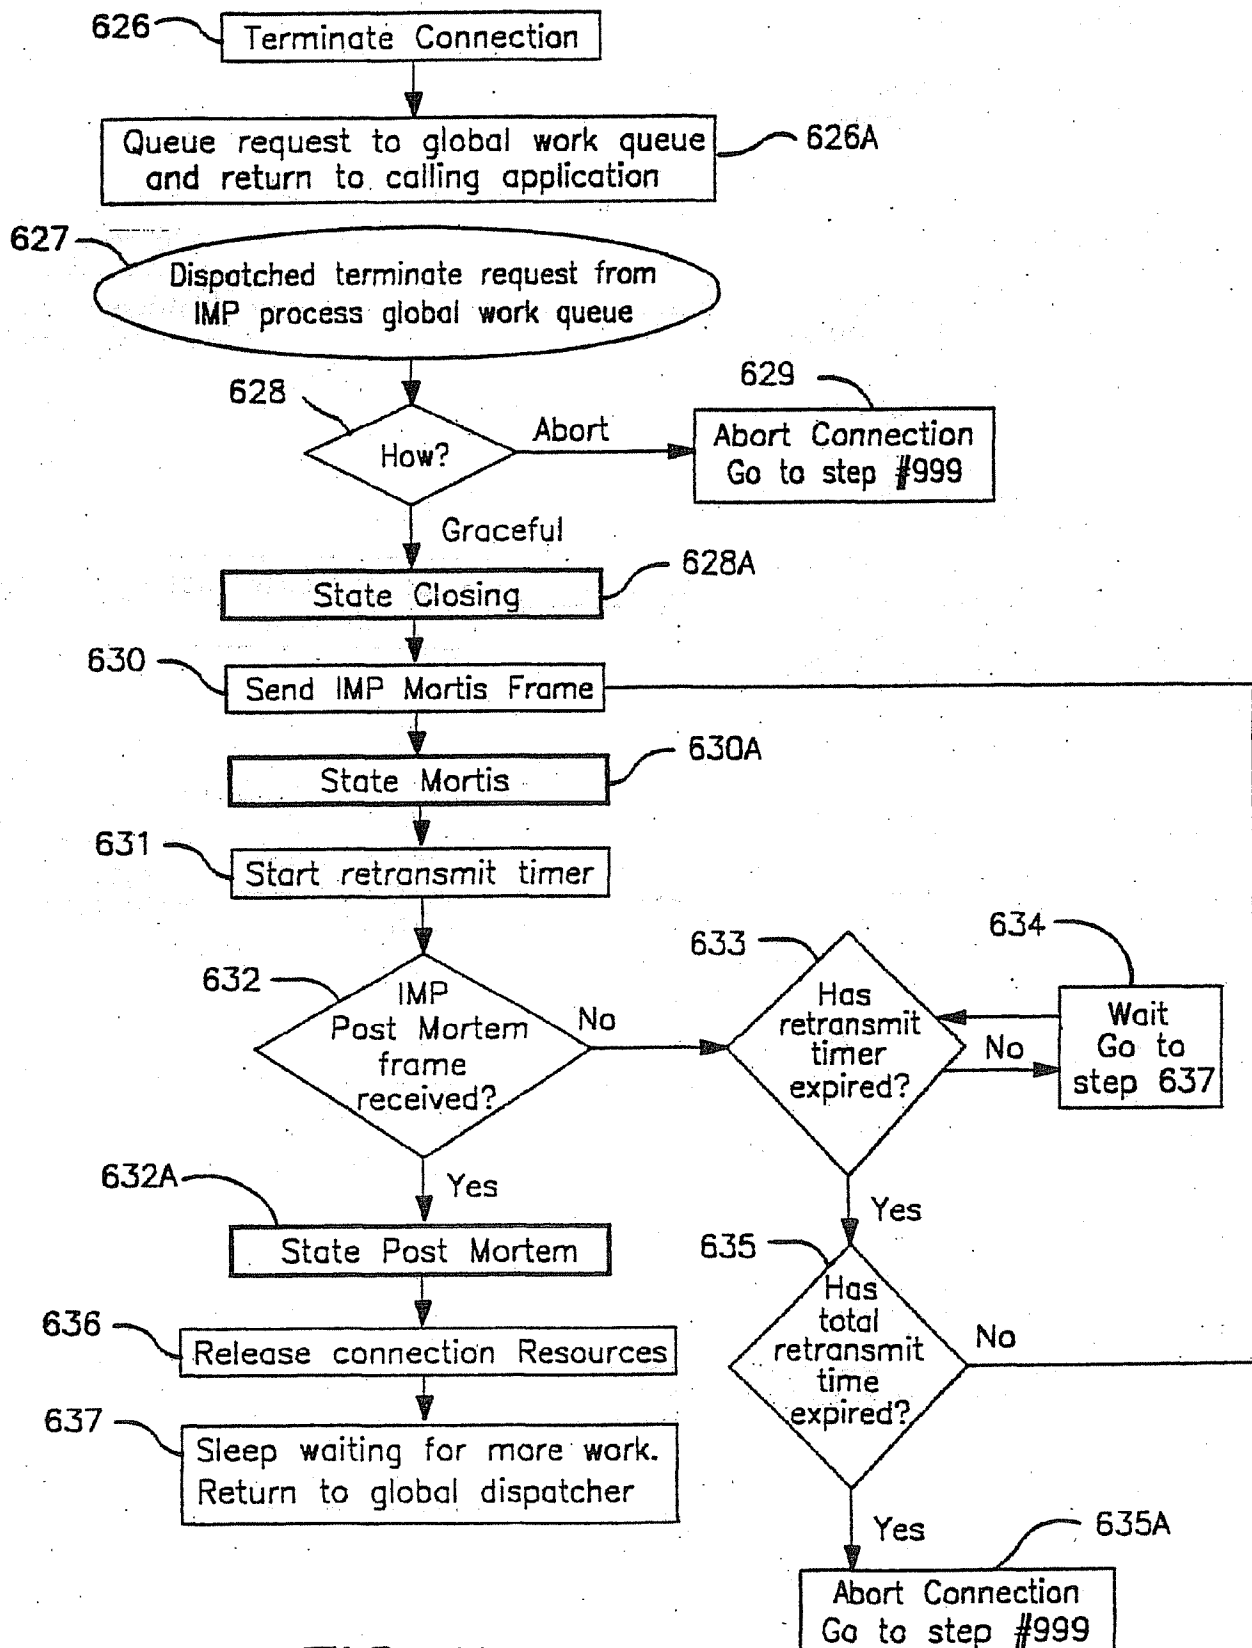 626
Terminate Connection
Queue request to global work queue
and return to calling application
626A
627
Dispatched terminate request from
IMP process global work queue
628
How?
Abort
629
Abort Connection
Go to step #999
Graceful
628A
State Closing
630
Send IMP Mortis Frame
630A
State Mortis
631
Start retransmit timer
632
IMP
Post Mortem
frame
received?
No
633
Has
retransmit
timer
expired?
No
634
Wait
Go to
step 637
Yes
632A
State Post Mortem
Yes
635
Has
total
retransmit
time
expired?
No
636
Release connection Resources
637
Sleep waiting for more work.
Return to global dispatcher
Yes
635A
Abort Connection
Go to step #999